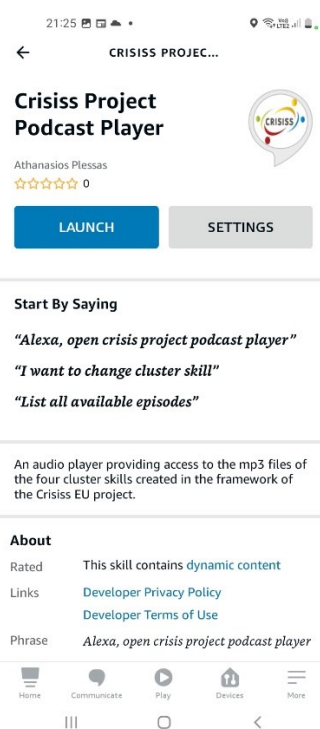 21:25
CRISISS PROJEC...
Crisiss Project
Podcast Player
CRISISS
Athanasios Plessas
0
LAUNCH
SETTINGS
Start By Saying
“Alexa, open crisis project podcast player”
“I want to change cluster skill”
“List all available episodes”
An audio player providing access to the mp3 files of
the four cluster skills created in the framework of
the Crisiss EU project.
About
Rated This skill contains dynamic content
Links Developer Privacy Policy
Developer Terms of Use
Phrase Alexa, open crisis project podcast player
Home Communicate Play Devices More